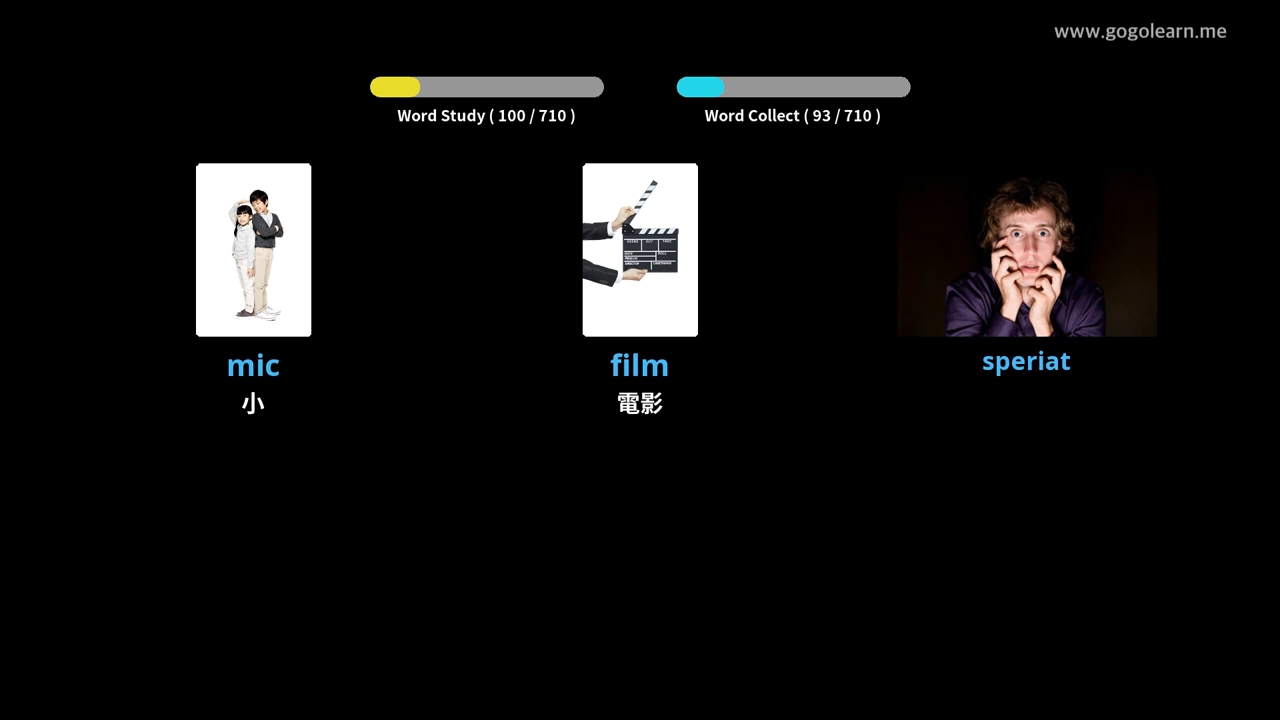 www.gogolearn.me
Word Study ( 100 / 710 )
Word Collect ( 93 / 710 )
mic
film
speriat
小
電影